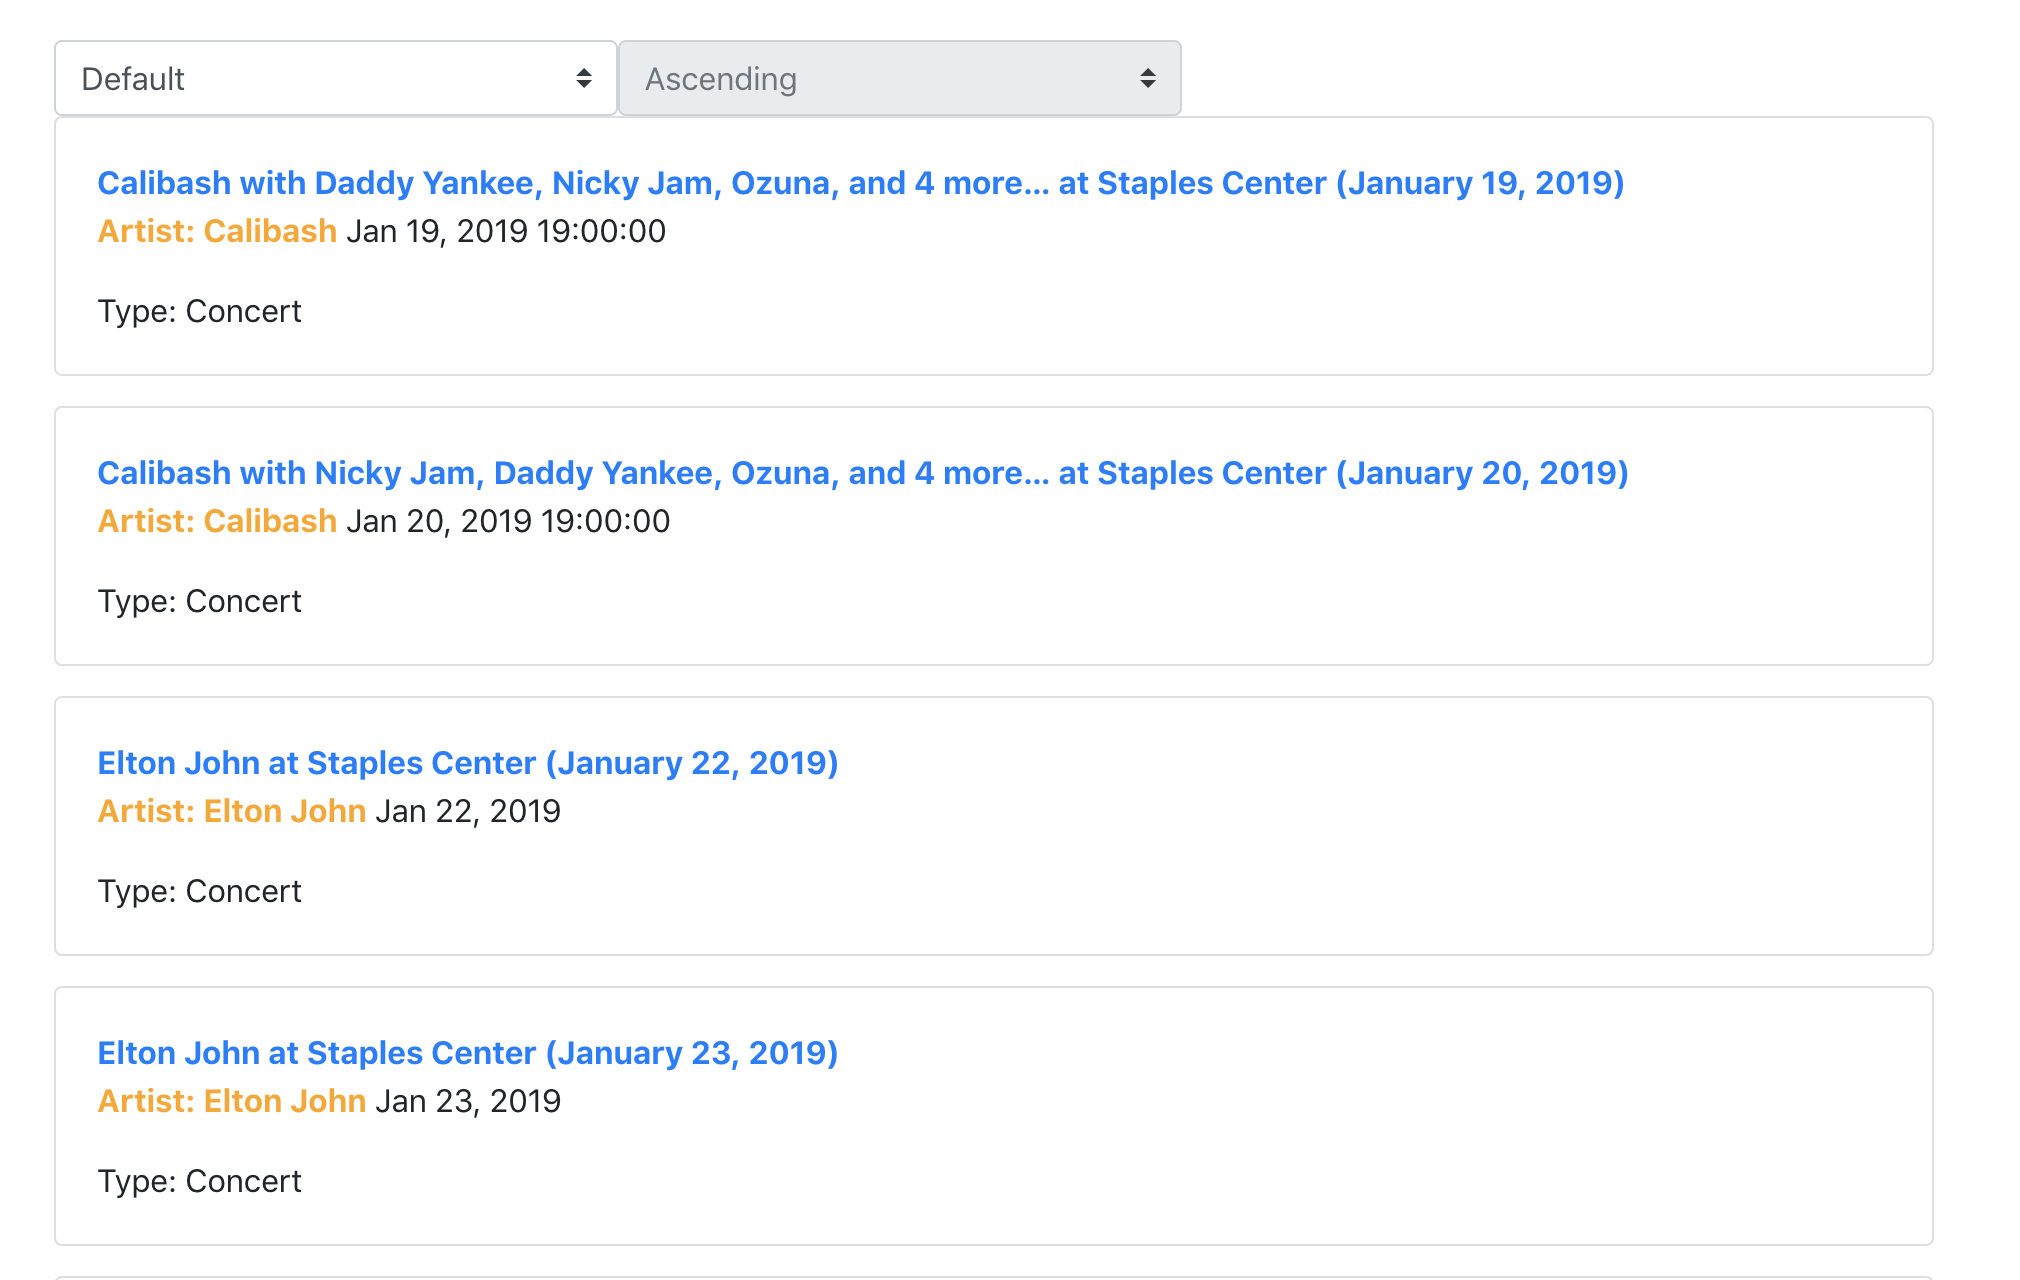 Default
Ascending
Calibash with Daddy Yankee, Nicky Jam, Ozuna, and 4 more… at Staples Center (January 19, 2019)
Artist: Calibash Jan 19, 2019 19:00:00
Type: Concert
Calibash with Nicky Jam, Daddy Yankee, Ozuna, and 4 more… at Staples Center (January 20, 2019)
Artist: Calibash Jan 20, 2019 19:00:00
Type: Concert
Elton John at Staples Center (January 22, 2019)
Artist: Elton John Jan 22, 2019
Type: Concert
Elton John at Staples Center (January 23, 2019)
Artist: Elton John Jan 23, 2019
Type: Concert